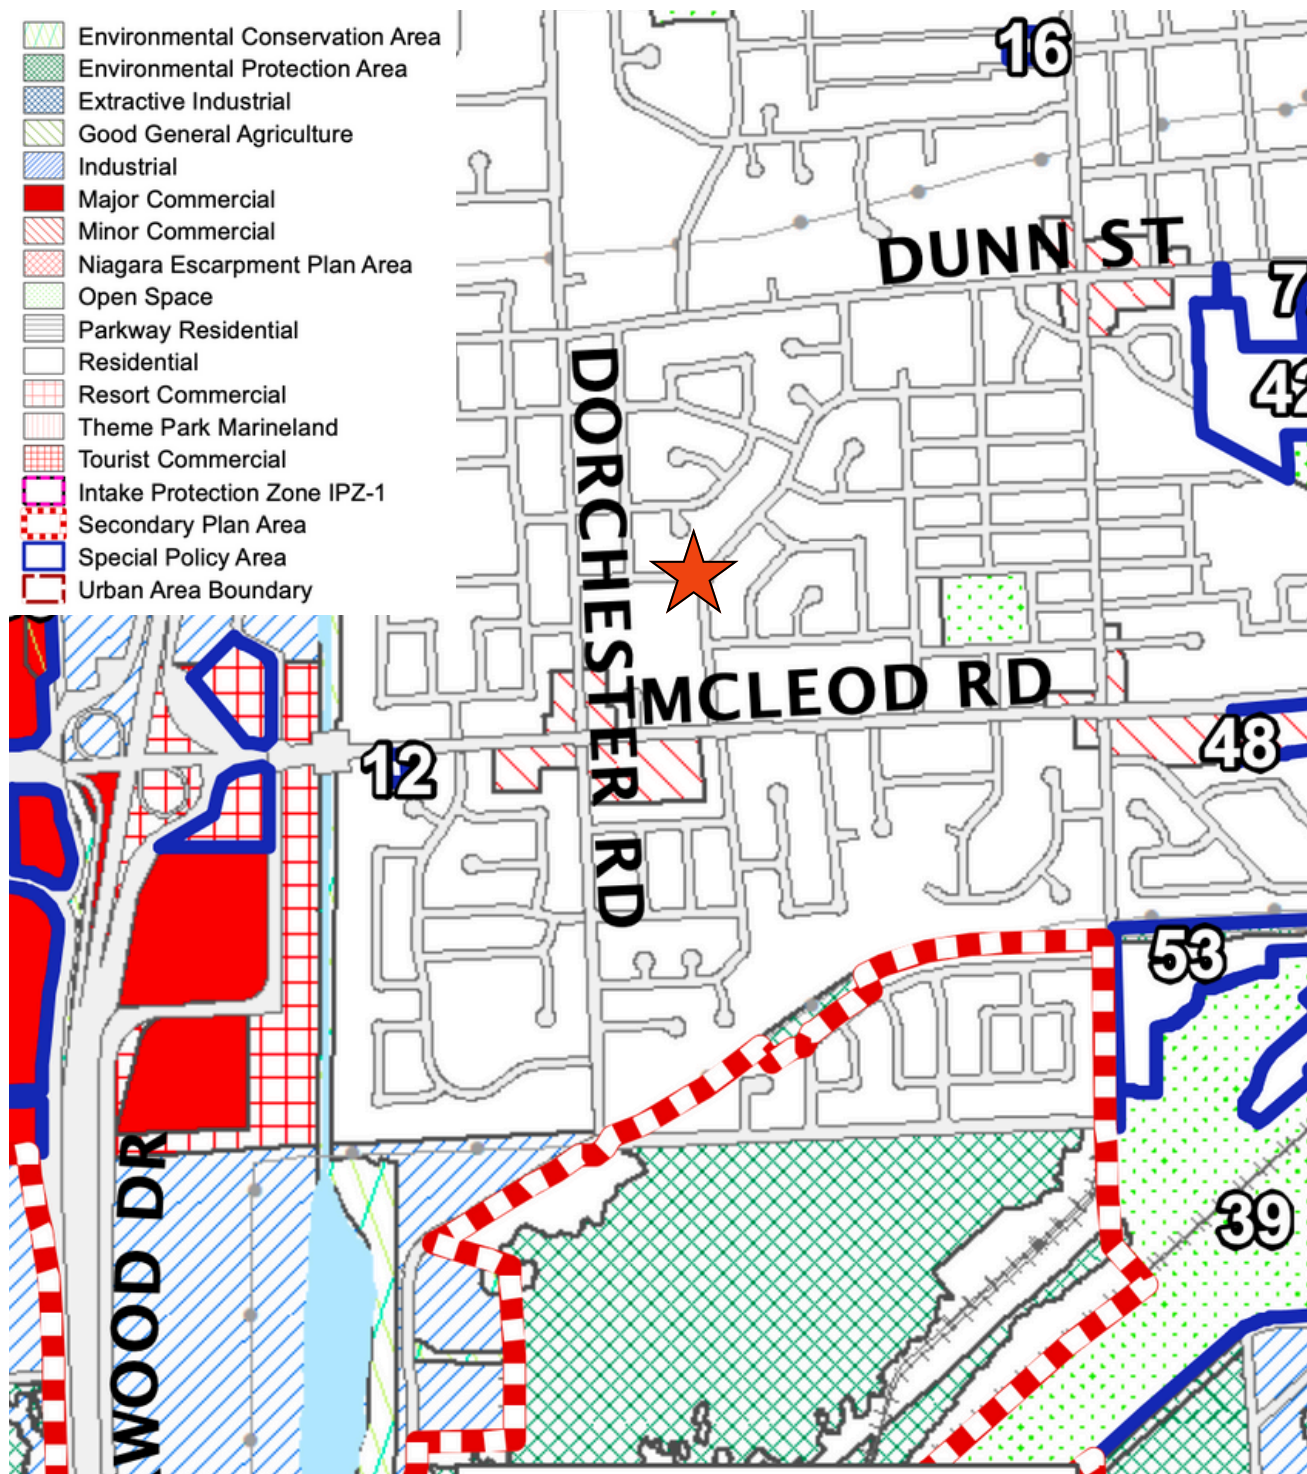 Environmental Conservation Area
Environmental Protection Area
Extractive Industrial
Good General Agriculture
Industrial
Major Commercial
Minor Commercial
Niagara Escarpment Plan Area
Open Space
Parkway Residential
Residential
Resort Commercial
Theme Park Marineland
Tourist Commercial
Intake Protection Zone IPZ-1
Secondary Plan Area
Special Policy Area
Urban Area Boundary
16
DUNN ST
7
42
DORCHESTER RD
MCLEOD RD
48
12
53
39
WOOD DR